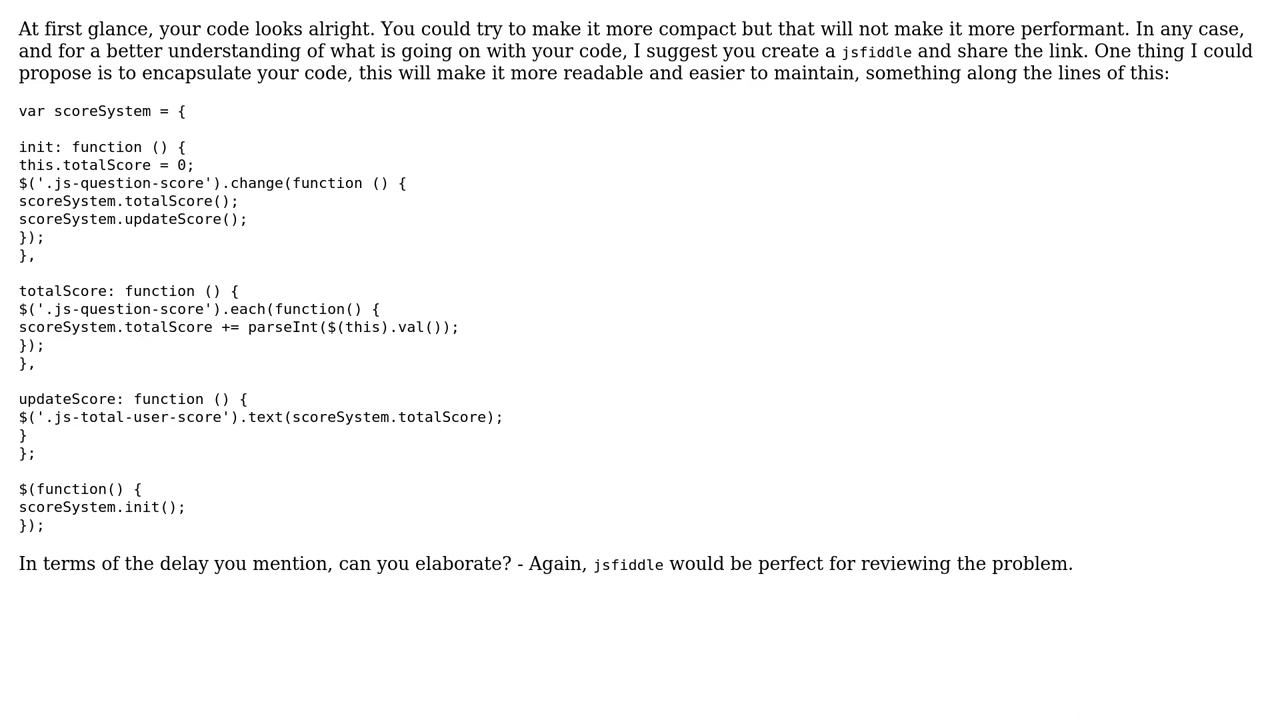 At first glance, your code looks alright. You could try to make it more compact but that will not make it more performant. In any case,
and for a better understanding of what is going on with your code, I suggest you create a jsfiddle and share the link. One thing I could
propose is to encapsulate your code, this will make it more readable and easier to maintain, something along the lines of this:
var scoreSystem = {
init: function () {
this.totalScore = 0;
$('.js-question-score').change(function () {
scoreSystem.totalScore();
scoreSystem.updateScore();
});
},
totalScore: function () {
$('.js-question-score').each(function() {
scoreSystem.totalScore += parseInt($(this).val());
});
},
updateScore: function () {
$('.js-total-user-score').text(scoreSystem.totalScore);
}
};
$(function() {
scoreSystem.init();
});
In terms of the delay you mention, can you elaborate? - Again, jsfiddle would be perfect for reviewing the problem.